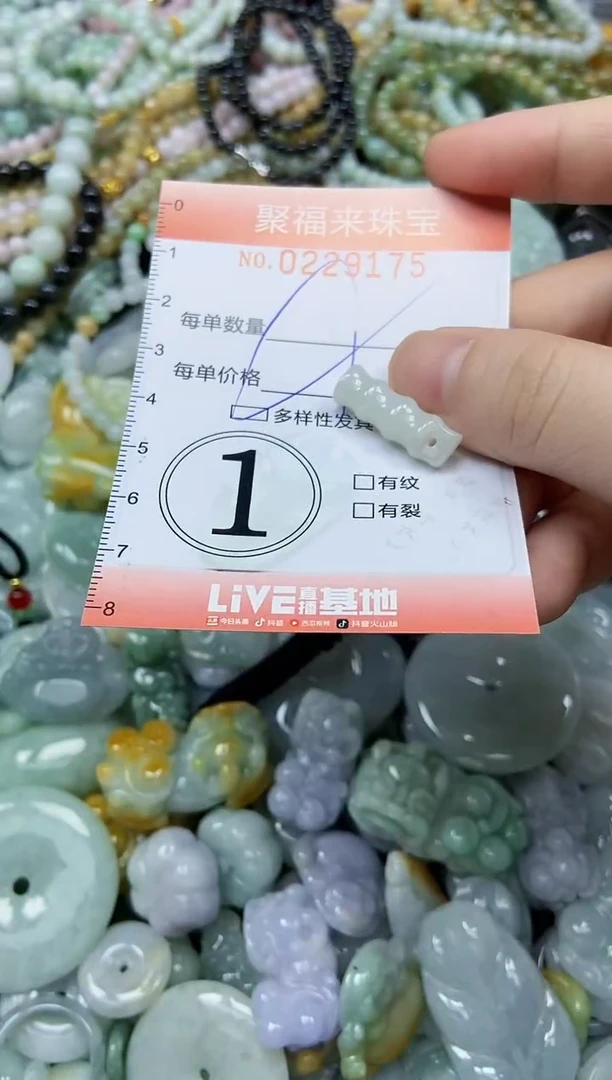 0
聚福来珠宝
1
NO.0229175
2
每单数量
3
每单价格
4
多样性发货
5
1
有纹
6
有裂
7
LiVE直播基地
8
今日头条 抖音 西瓜视频 抖音火山版